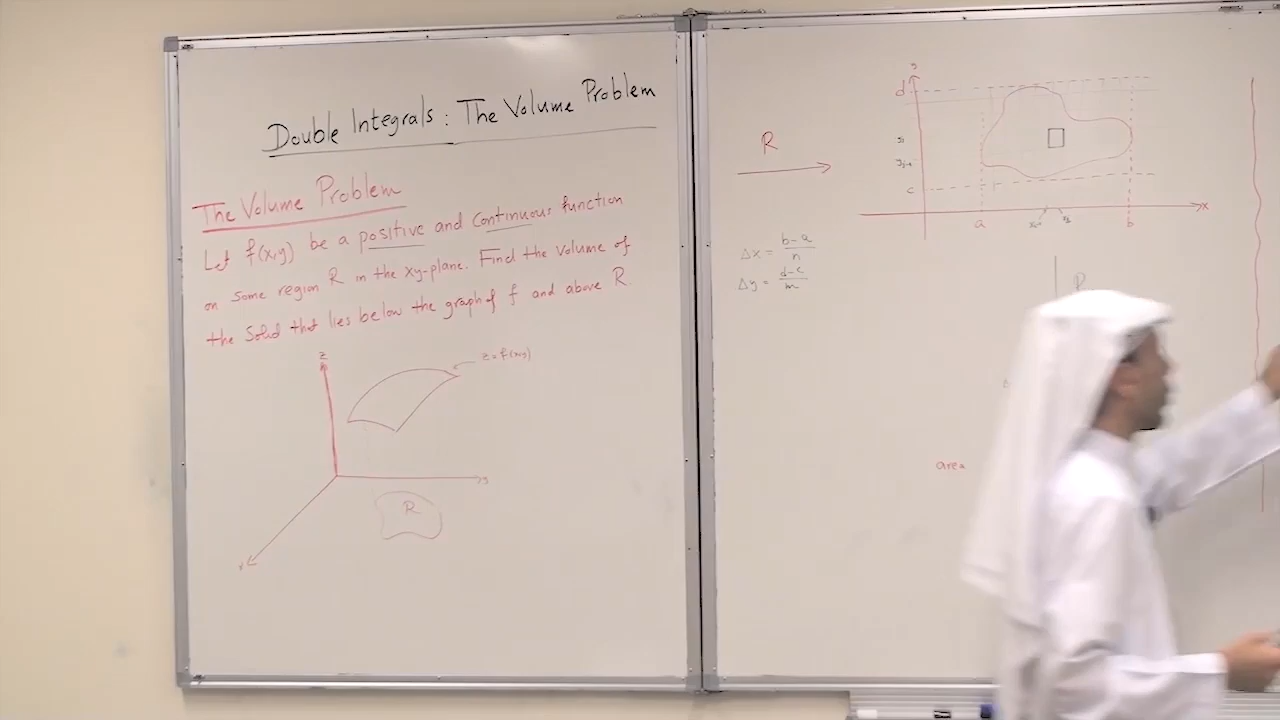 Double Integrals : The Volume Problem
The Volume Problem
Let f(x,y) be a positive and continuous function
on some region R in the xy-plane. Find the volume of
the solid that lies below the graph of f and above R
z
z = f(x,y)
y
R
x
R
y
d
c
a
b
x
Δx = b-a / n
Δy = d-c / m
R
area